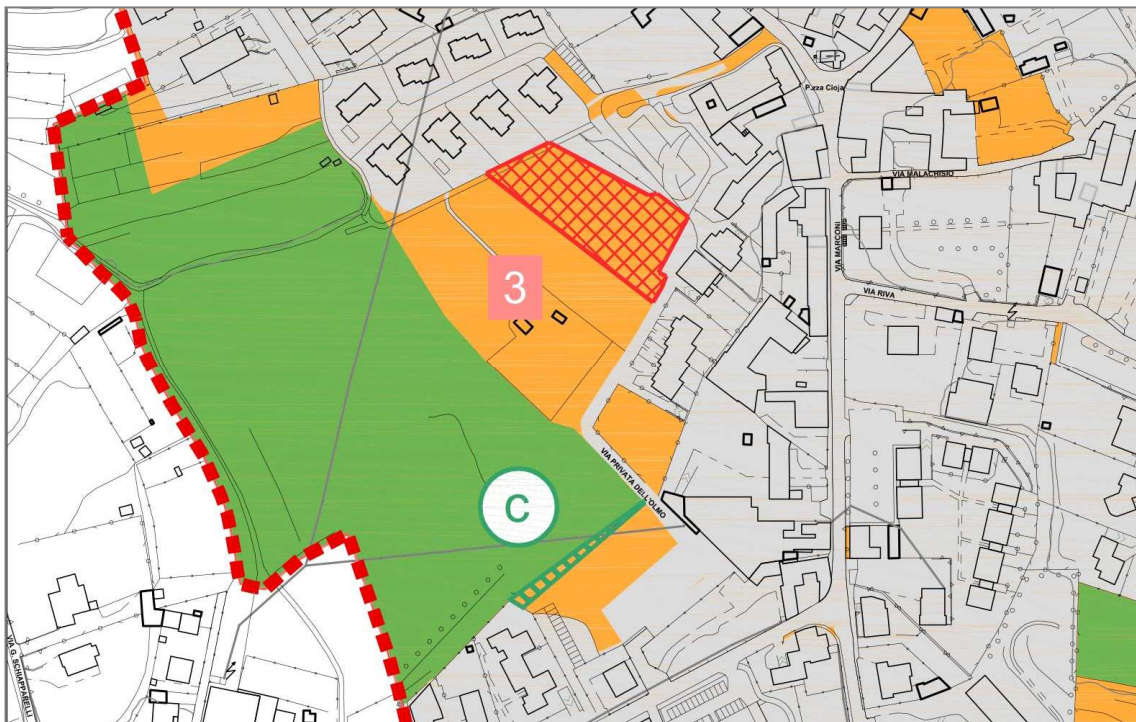 P.zza Cioja
VIA MALACHISIO
VIA MARCONI
3
VIA RIVA
VIA PRIVATA DELL'OLMO
C
VIA G. SCHIAPPARELLI